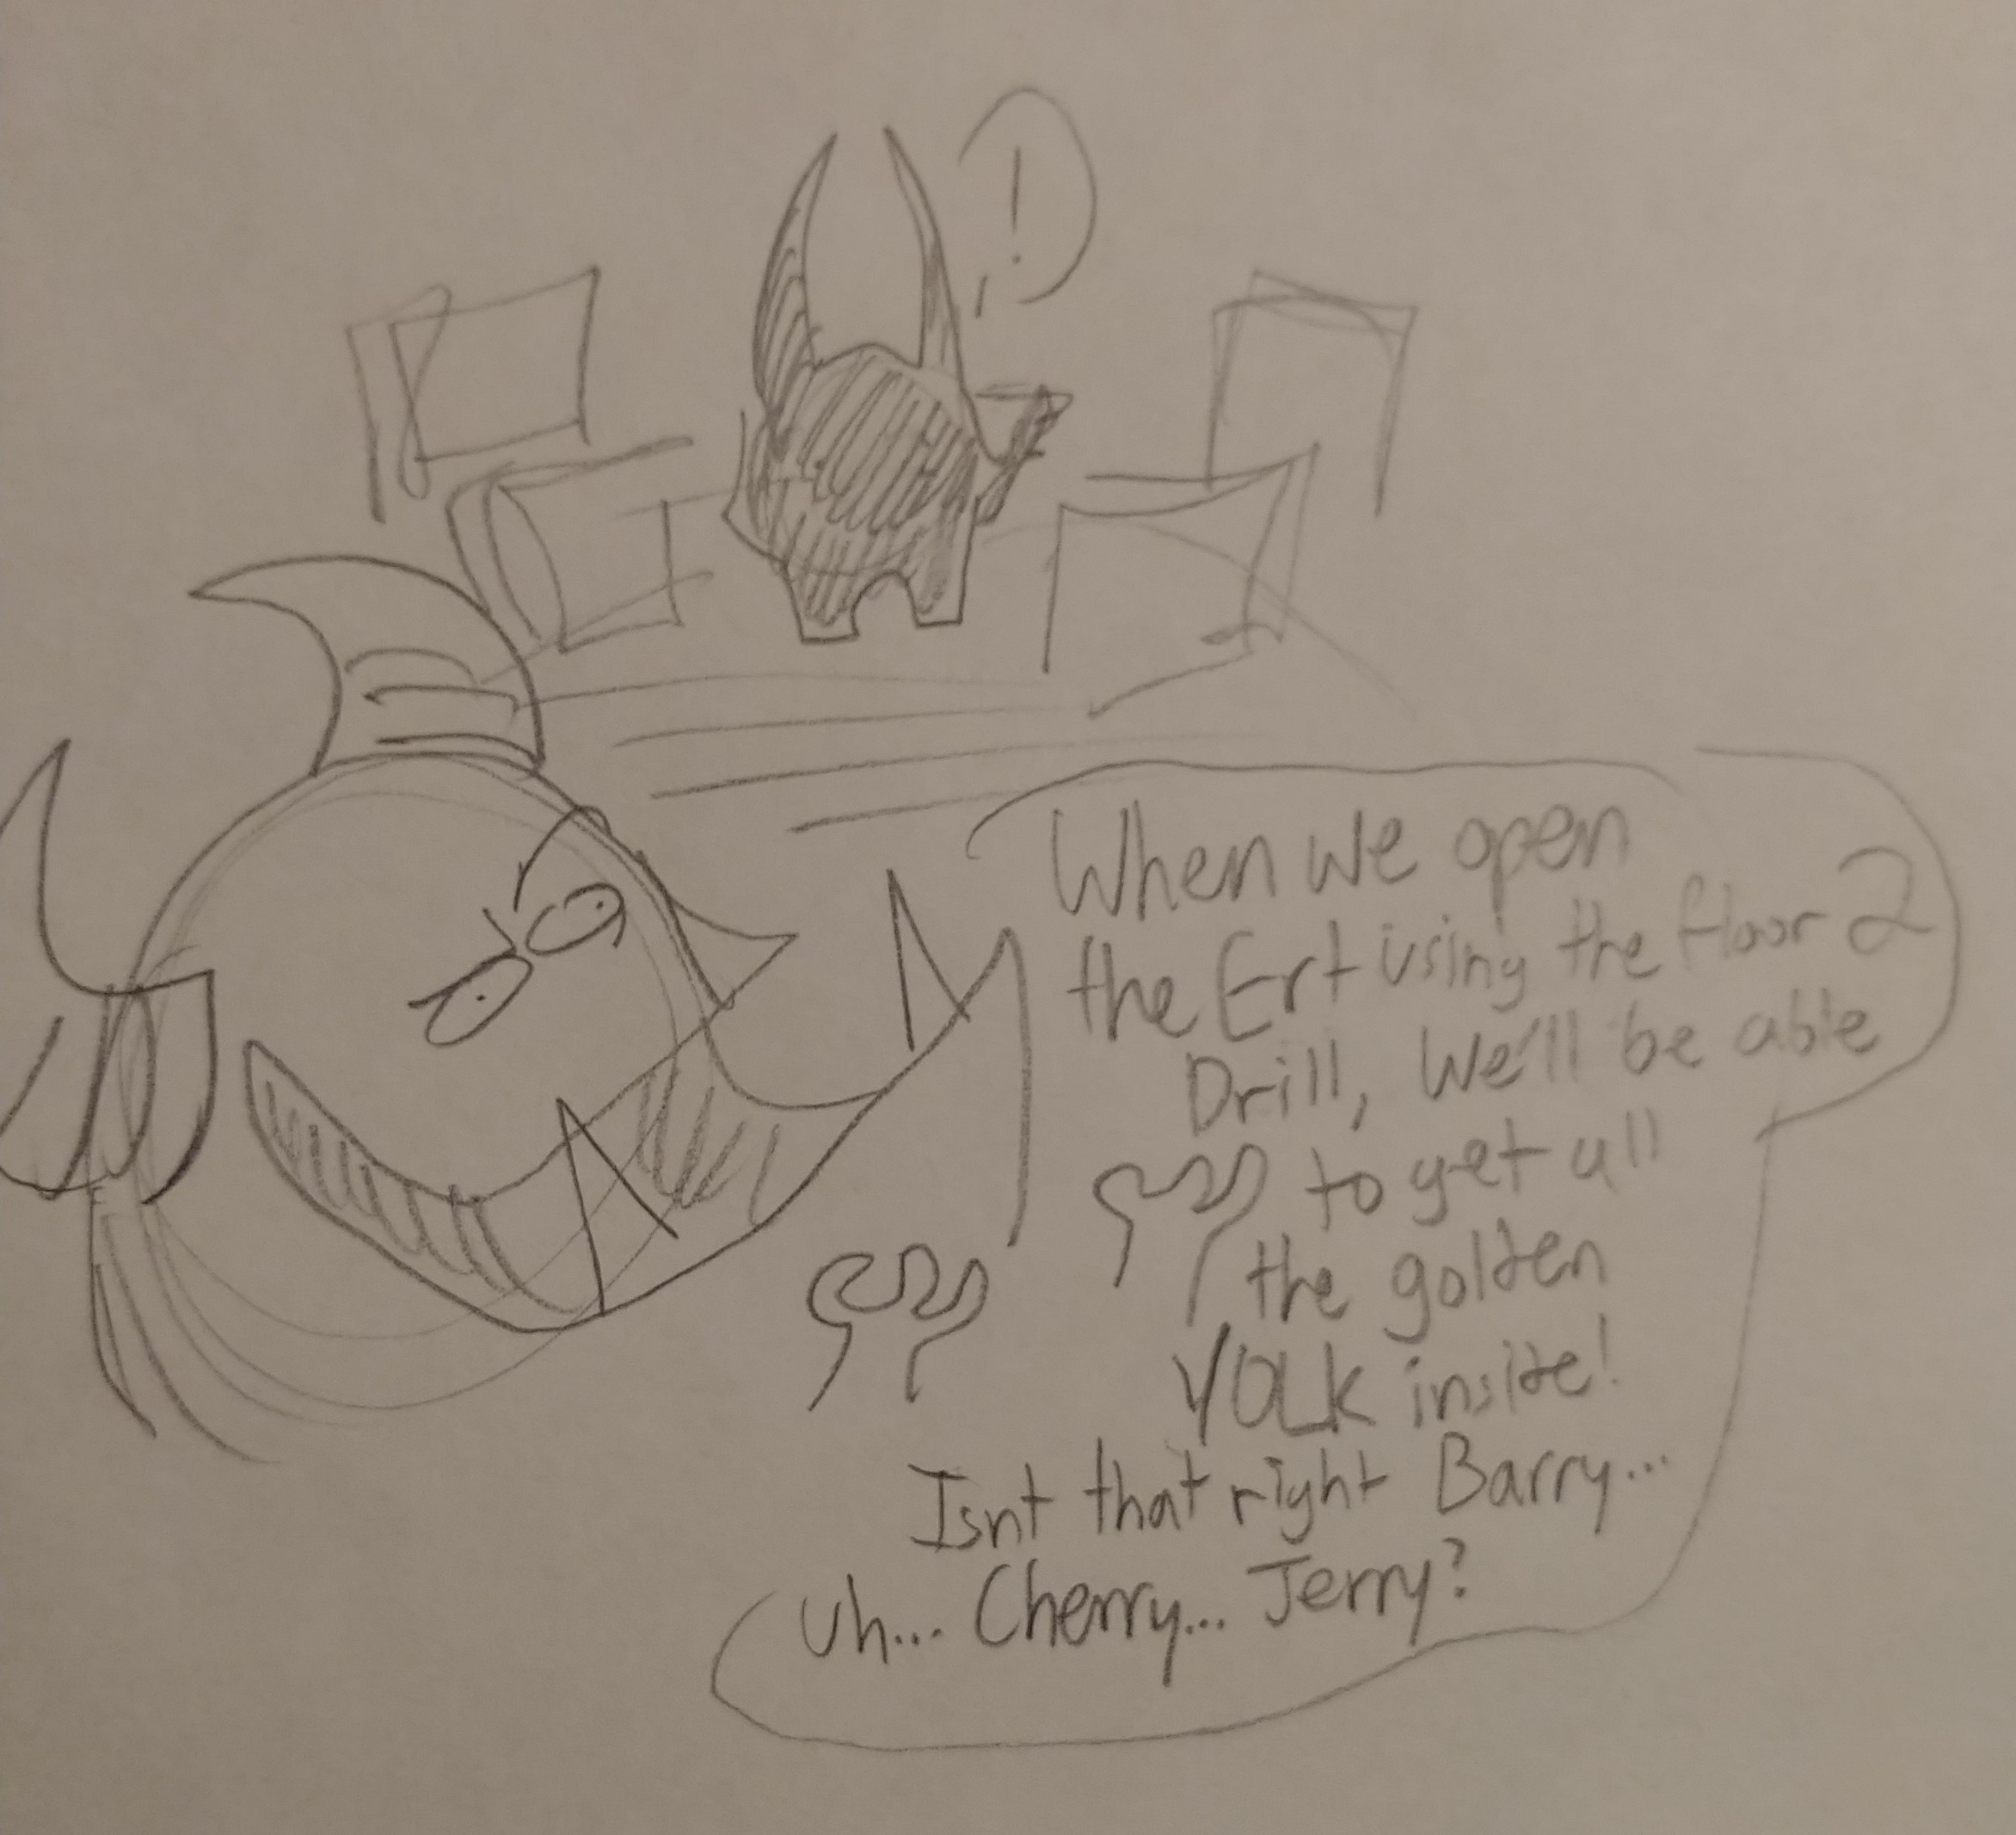 !
When we open
the Ert using the floor 2
Drill, We'll be able
to get all
the golden
YOLK inside!
Isnt that right Barry...
uh... Cherry... Jerry?